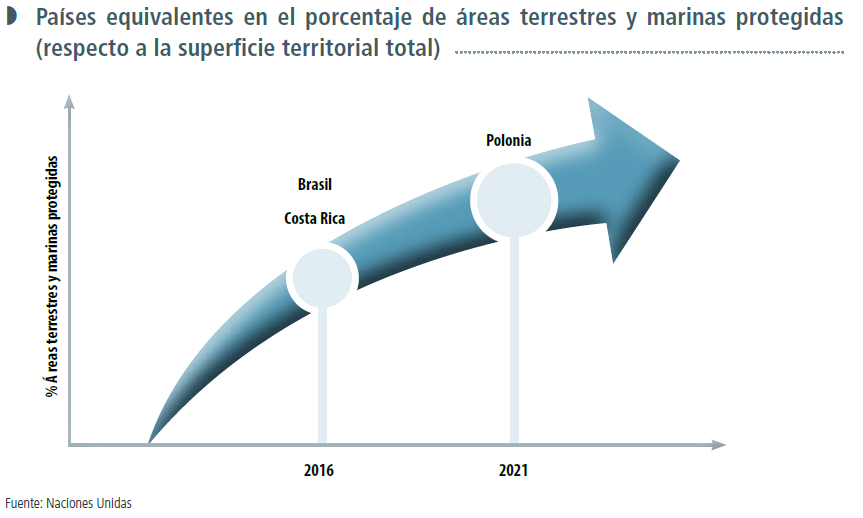 Países equivalentes en el porcentaje de áreas terrestres y marinas protegidas
(respecto a la superficie territorial total)
Polonia
Brasil
Costa Rica
% Á reas terrestres y marinas protegidas
2016
2021
Fuente: Naciones Unidas